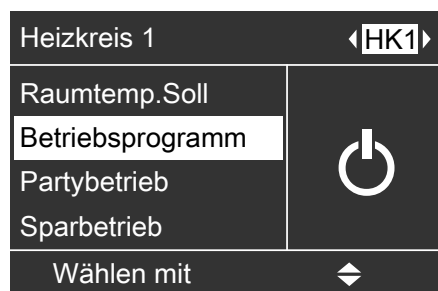 Heizkreis 1 HK1
Raumtemp.Soll
Betriebsprogramm
Partybetrieb
Sparbetrieb
Wählen mit